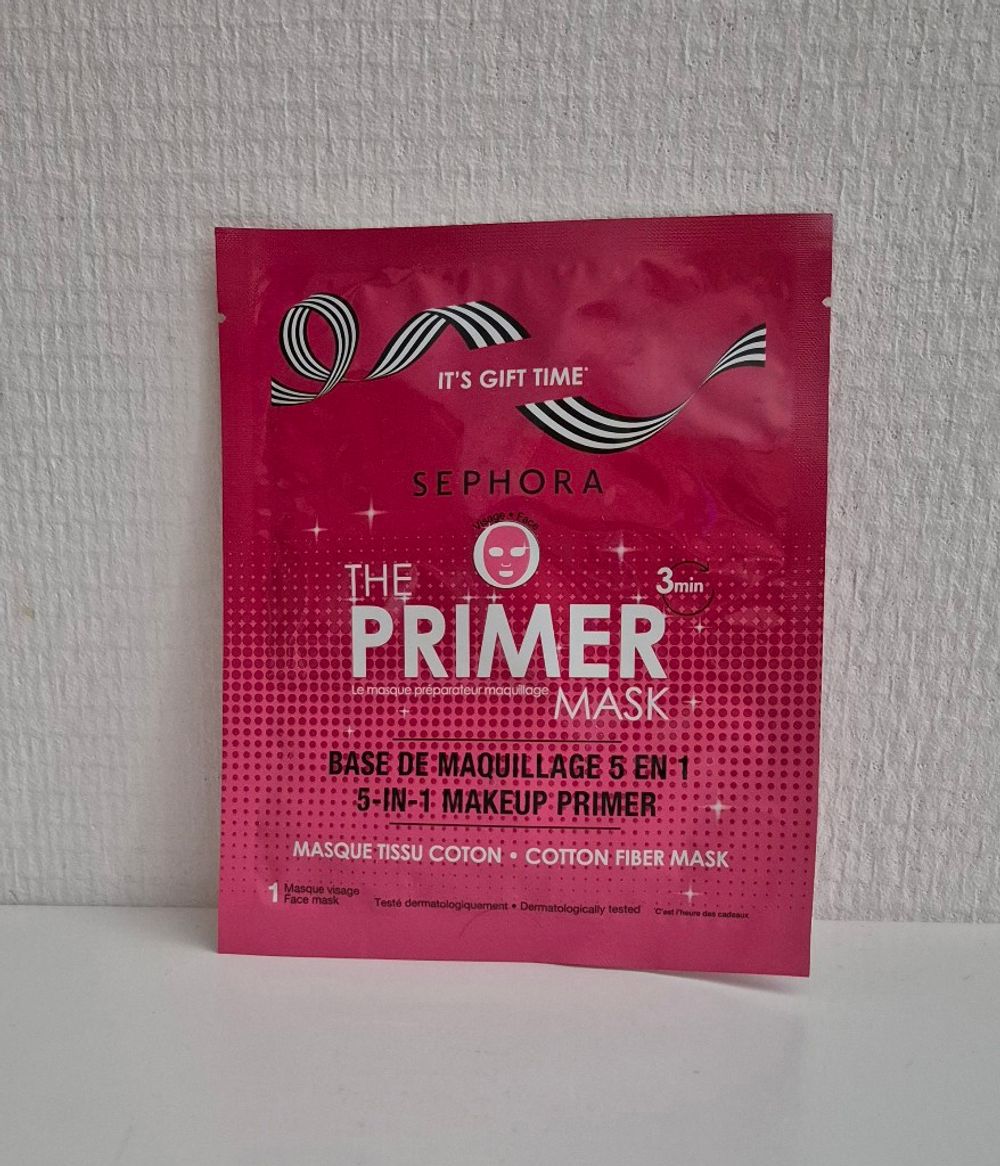 IT'S GIFT TIME*
SEPHORA
Visage • Face
THE
3min
PRIMER
Le masque préparateur maquillage
MASK
BASE DE MAQUILLAGE 5 EN 1
5-IN-1 MAKEUP PRIMER
MASQUE TISSU COTON • COTTON FIBER MASK
1 Masque visage
Face mask
Testé dermatologiquement • Dermatologically tested
*C'est l'heure des cadeaux